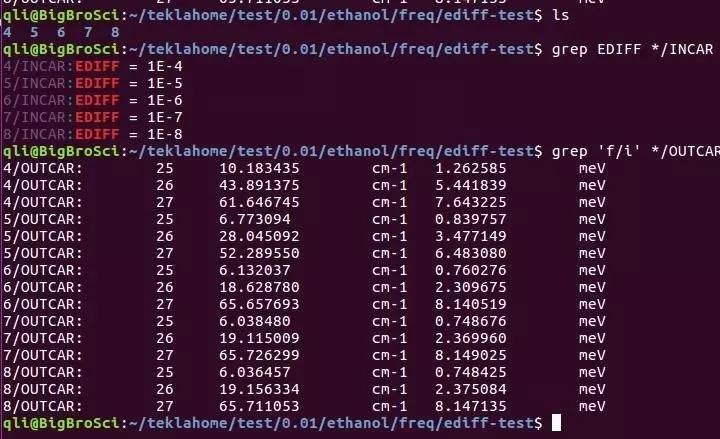 qli@BigBroSci:~/teklahome/test/0.01/ethanol/freq/ediff-test$ ls
4 5 6 7 8
qli@BigBroSci:~/teklahome/test/0.01/ethanol/freq/ediff-test$ grep EDIFF */INCAR
4/INCAR:EDIFF = 1E-4
5/INCAR:EDIFF = 1E-5
6/INCAR:EDIFF = 1E-6
7/INCAR:EDIFF = 1E-7
8/INCAR:EDIFF = 1E-8
qli@BigBroSci:~/teklahome/test/0.01/ethanol/freq/ediff-test$ grep 'f/i' */OUTCAR
4/OUTCAR: 25 10.183435 cm-1 1.262585 meV
4/OUTCAR: 26 43.891375 cm-1 5.441839 meV
4/OUTCAR: 27 61.646745 cm-1 7.643225 meV
5/OUTCAR: 25 6.773094 cm-1 0.839757 meV
5/OUTCAR: 26 28.045092 cm-1 3.477149 meV
5/OUTCAR: 27 52.289550 cm-1 6.483080 meV
6/OUTCAR: 25 6.132037 cm-1 0.760276 meV
6/OUTCAR: 26 18.628780 cm-1 2.309675 meV
6/OUTCAR: 27 65.657693 cm-1 8.140519 meV
7/OUTCAR: 25 6.038480 cm-1 0.748676 meV
7/OUTCAR: 26 19.115009 cm-1 2.369960 meV
7/OUTCAR: 27 65.726299 cm-1 8.149025 meV
8/OUTCAR: 25 6.036457 cm-1 0.748425 meV
8/OUTCAR: 26 19.156334 cm-1 2.375084 meV
8/OUTCAR: 27 65.711053 cm-1 8.147135 meV
qli@BigBroSci:~/teklahome/test/0.01/ethanol/freq/ediff-test$